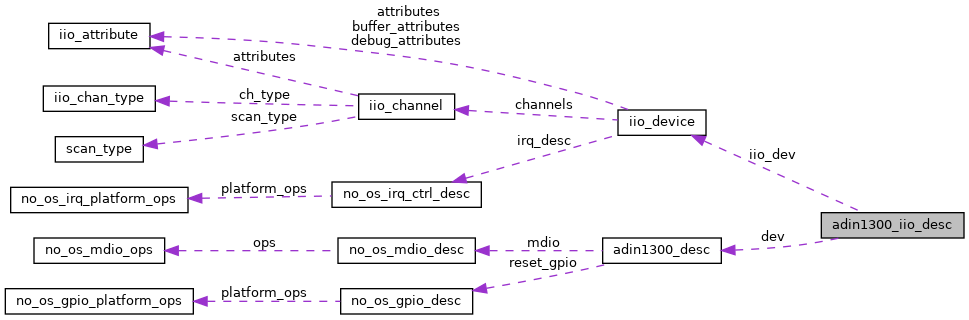 attributes
buffer_attributes
debug_attributes
iio_attribute
attributes
iio_chan_type
ch_type
iio_channel
channels
scan_type
iio_device
scan_type
irq_desc
iio_dev
no_os_irq_platform_ops
platform_ops
no_os_irq_ctrl_desc
adin1300_iio_desc
no_os_mdio_ops
ops
no_os_mdio_desc
mdio
adin1300_desc
dev
reset_gpio
no_os_gpio_platform_ops
platform_ops
no_os_gpio_desc